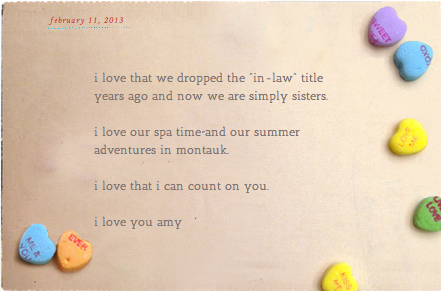 february 11, 2013
i love that we dropped the "in-law" title
years ago and now we are simply sisters.
i love our spa time-and our summer
adventures in montauk.
i love that i can count on you.
i love you amy
SWEET
XOXO
LOVE
ME
LOVE
ME &
YOU
EVER
KISS
ME